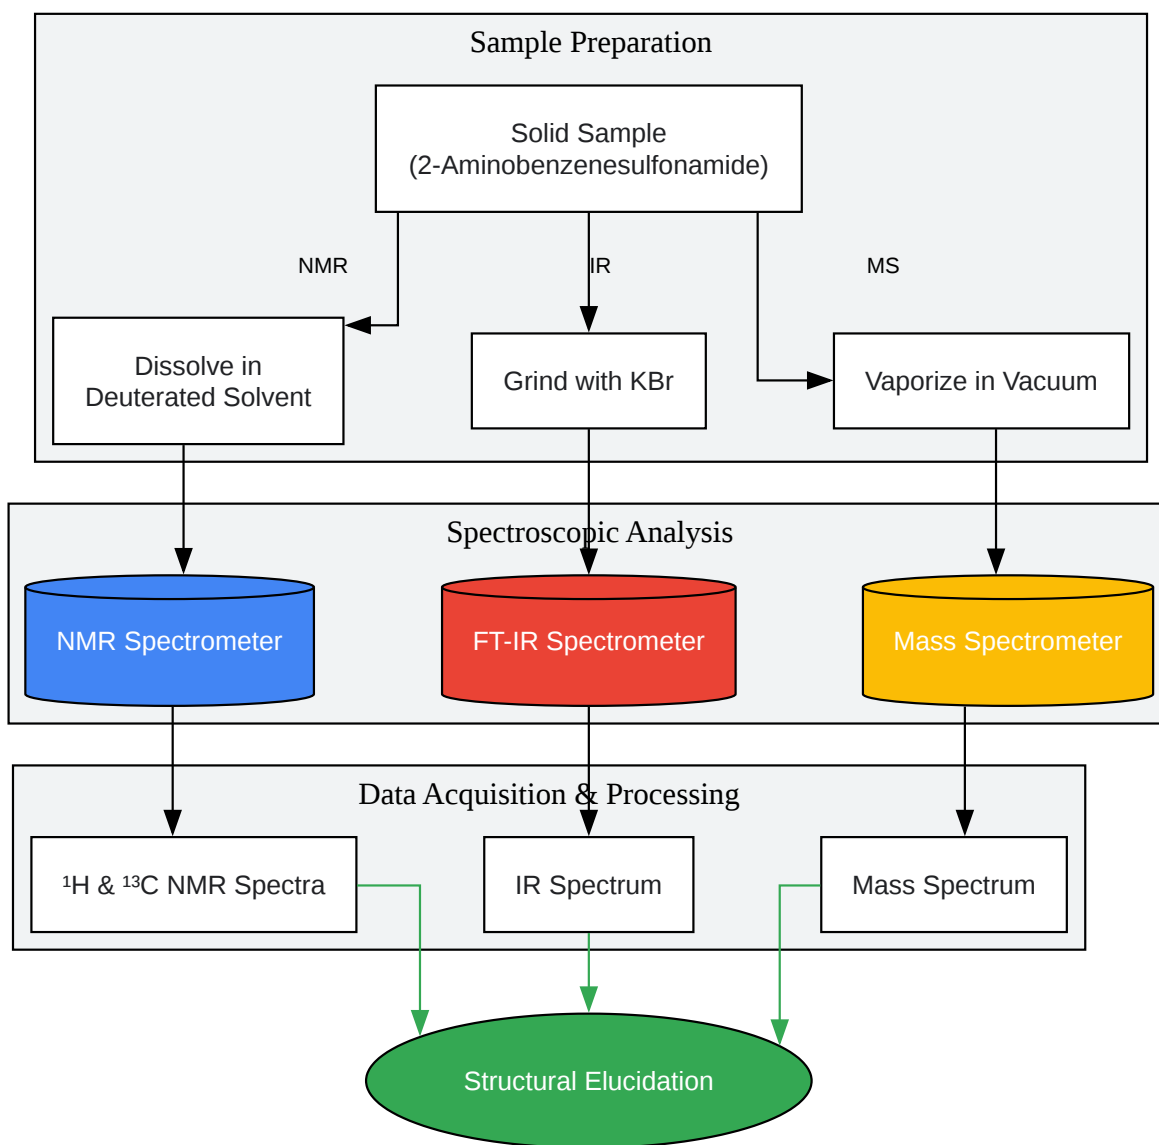 Sample Preparation
Solid Sample
(2-Aminobenzenesulfonamide)
NMR
IR
MS
Dissolve in
Deuterated Solvent
Grind with KBr
Vaporize in Vacuum
Spectroscopic Analysis
NMR Spectrometer
FT-IR Spectrometer
Mass Spectrometer
Data Acquisition & Processing
¹H & ¹³C NMR Spectra
IR Spectrum
Mass Spectrum
Structural Elucidation